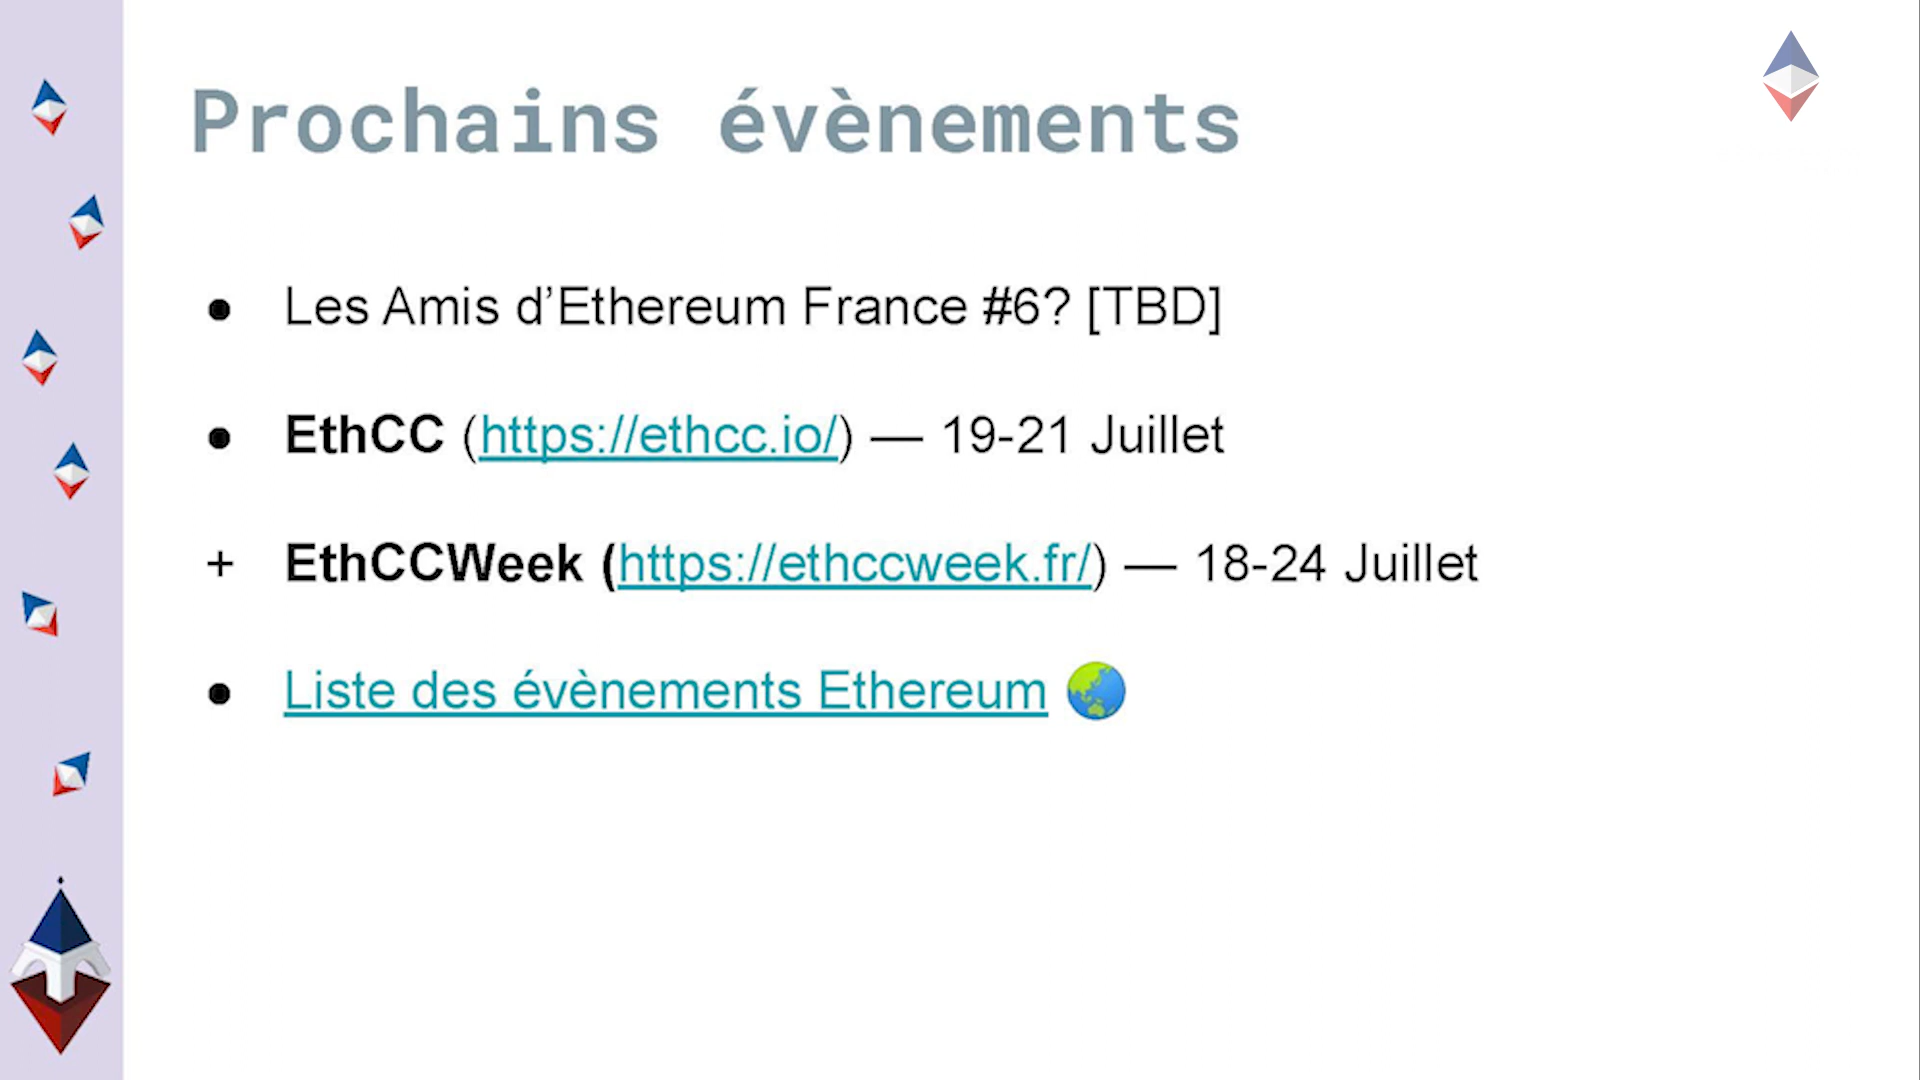 Prochains évènements
● Les Amis d’Ethereum France #6? [TBD]
● EthCC (https://ethcc.io/) — 19-21 Juillet
+ EthCCWeek (https://ethccweek.fr/) — 18-24 Juillet
● Liste des évènements Ethereum 🌏